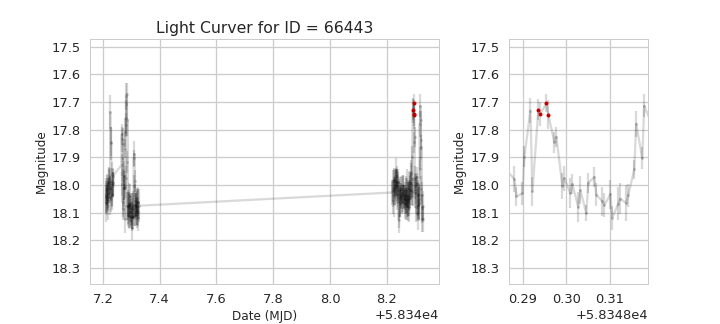 Light Curver for ID = 66443
17.5
17.6
17.7
17.8
17.9
18.0
18.1
18.2
18.3
Magnitude
7.2 7.4 7.6 7.8 8.0 8.2
Date (MJD) +5.834e4
17.5
17.6
17.7
17.8
17.9
18.0
18.1
18.2
18.3
Magnitude
0.29 0.30 0.31
+5.8348e4